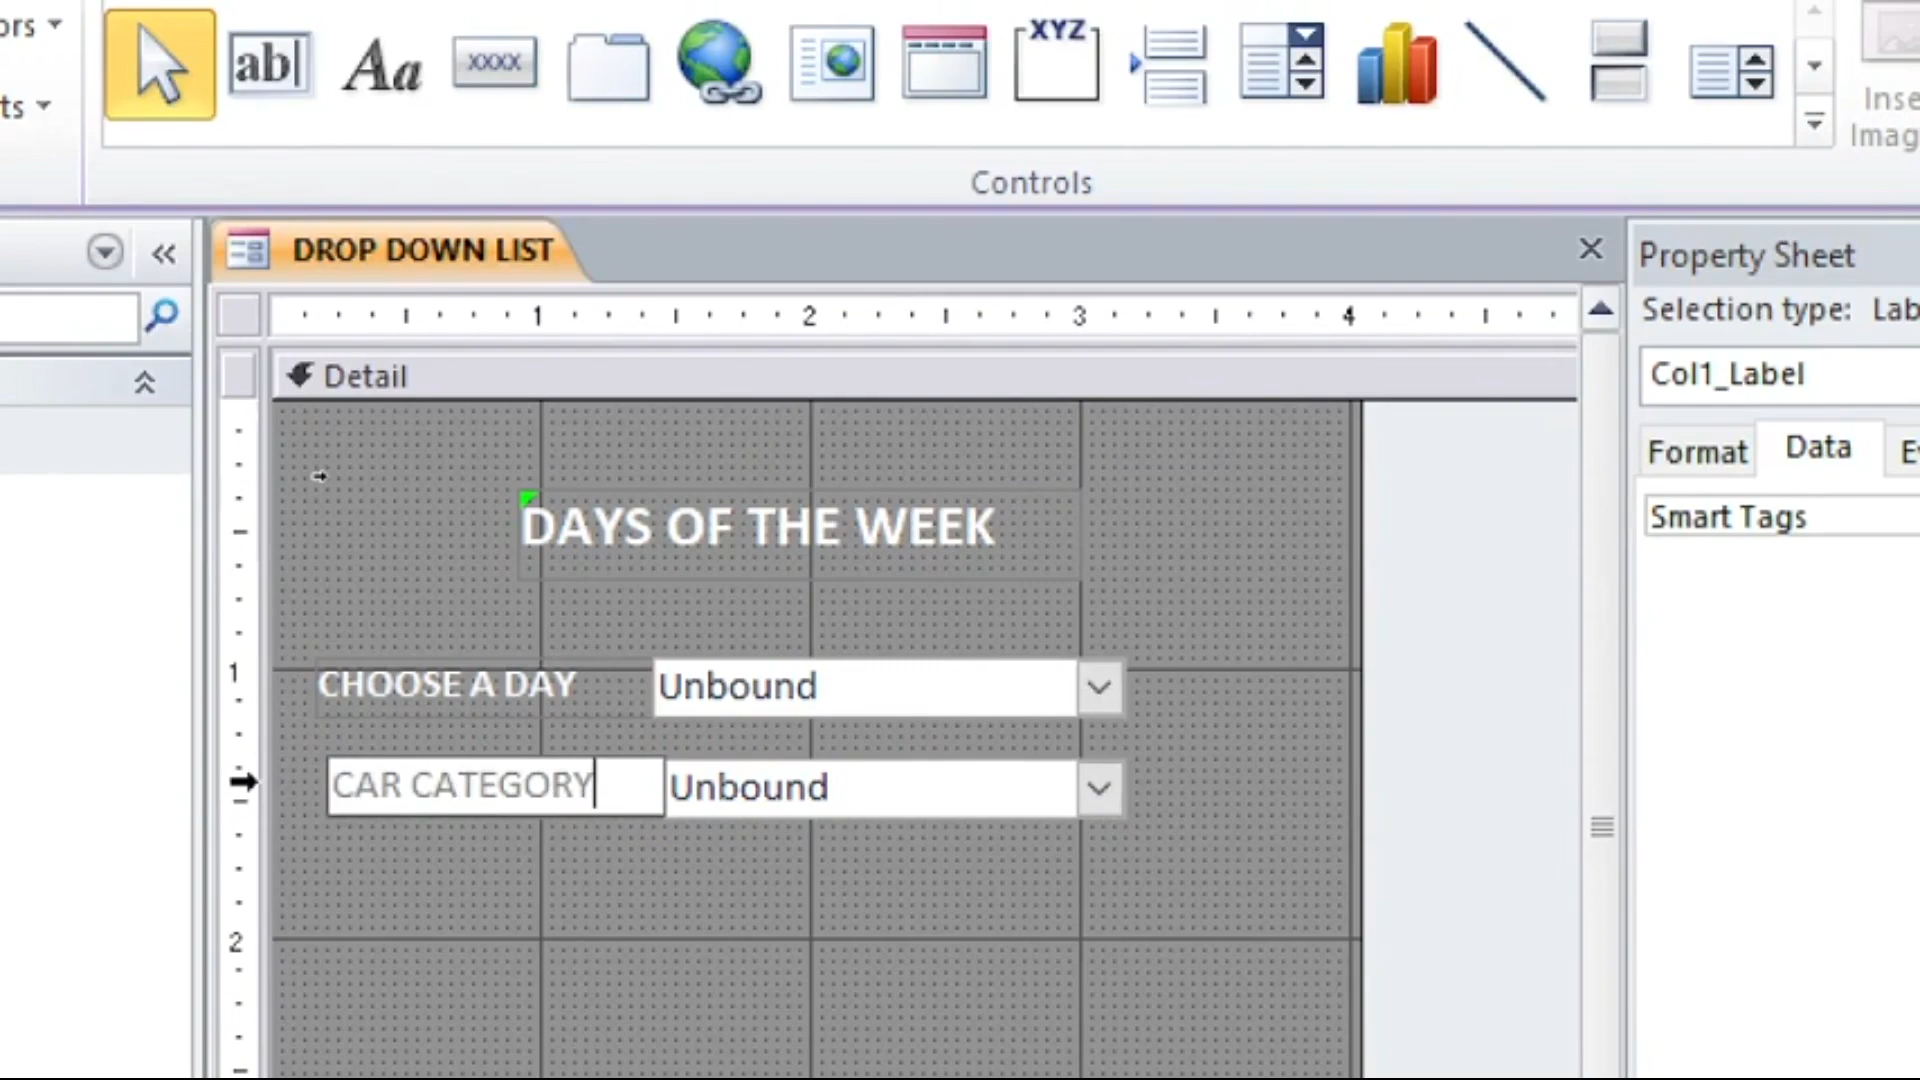 ors
ts
ab|
Aa
XXXX
XYZ
Inse
Imag
Controls
DROP DOWN LIST
Property Sheet
Selection type: Lab
1 2 3 4
Detail
Col1_Label
Format Data Ev
Smart Tags
DAYS OF THE WEEK
1
CHOOSE A DAY Unbound
CAR CATEGORY Unbound
2